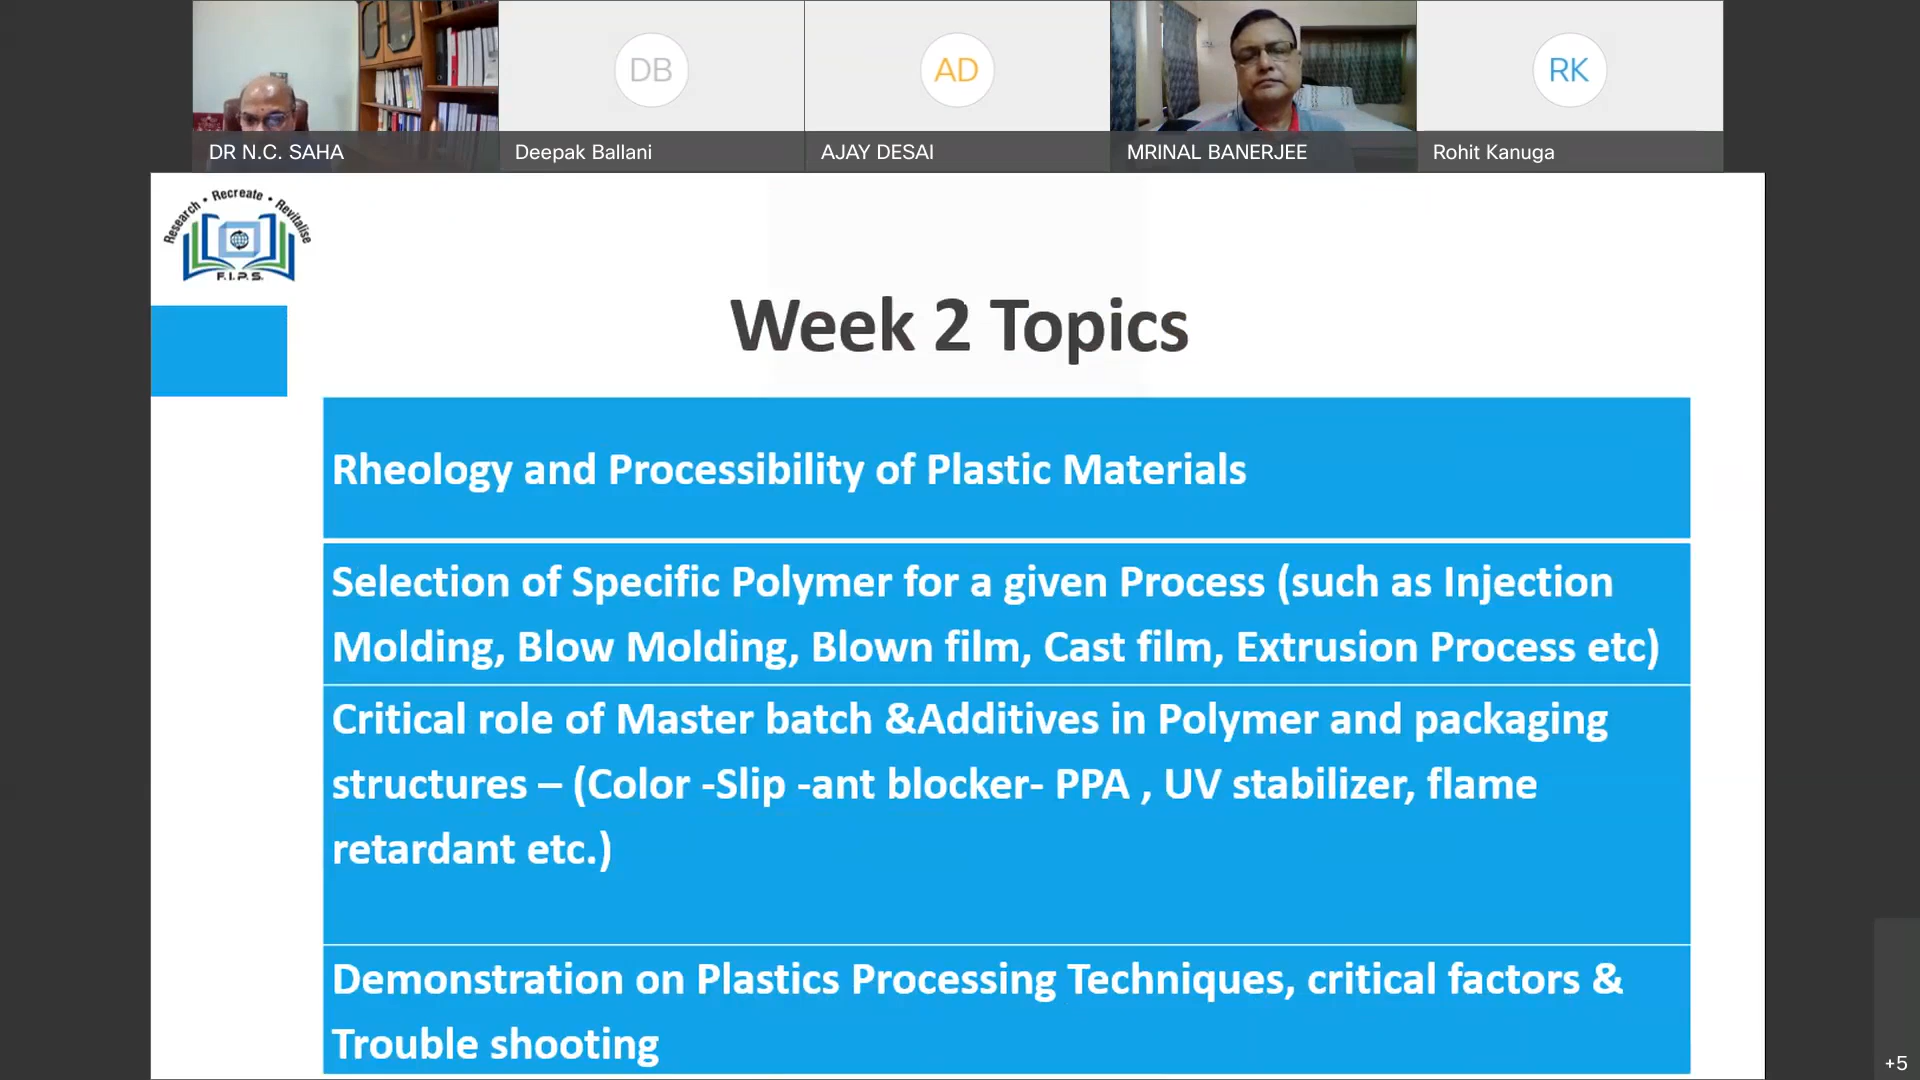 DB
AD
RK
DR N.C. SAHA
Deepak Ballani
AJAY DESAI
MRINAL BANERJEE
Rohit Kanuga
Research • Recreate • Revitalise
F.I.P.S.
Week 2 Topics
Rheology and Processibility of Plastic Materials
Selection of Specific Polymer for a given Process (such as Injection
Molding, Blow Molding, Blown film, Cast film, Extrusion Process etc)
Critical role of Master batch &Additives in Polymer and packaging
structures – (Color -Slip -ant blocker- PPA , UV stabilizer, flame
retardant etc.)
Demonstration on Plastics Processing Techniques, critical factors &
Trouble shooting
+5